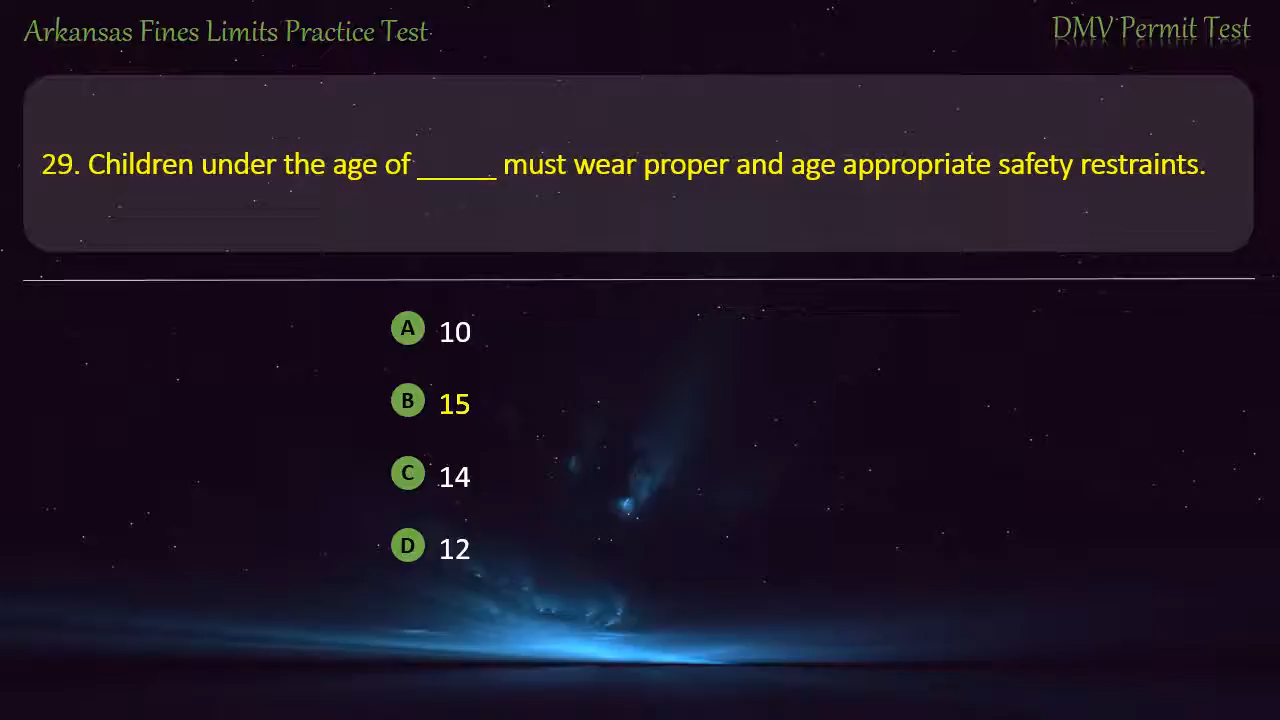 Arkansas Fines Limits Practice Test
DMV Permit Test
29. Children under the age of _____ must wear proper and age appropriate safety restraints.
A 10
B 15
C 14
D 12